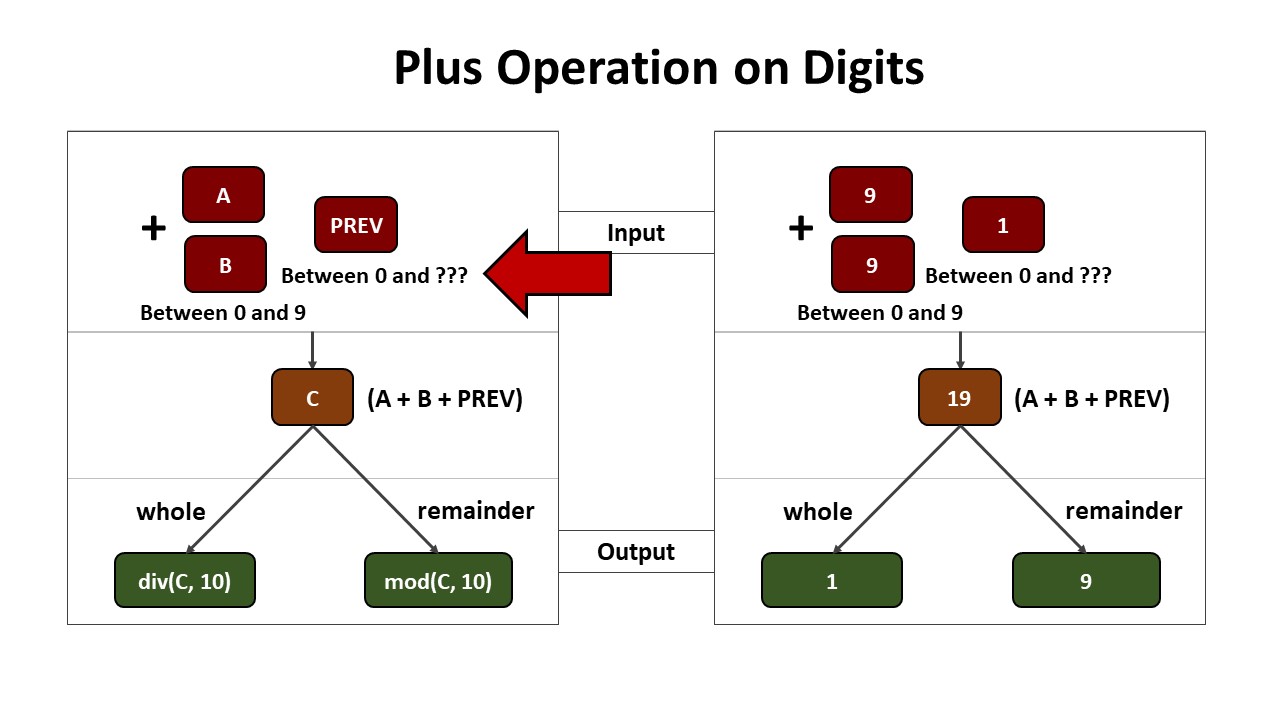 Plus Operation on Digits
+
A
B
PREV
Between 0 and ???
Between 0 and 9
C
(A + B + PREV)
whole
remainder
div(C, 10)
mod(C, 10)
Input
Output
+
9
9
1
Between 0 and ???
Between 0 and 9
19
(A + B + PREV)
whole
remainder
1
9